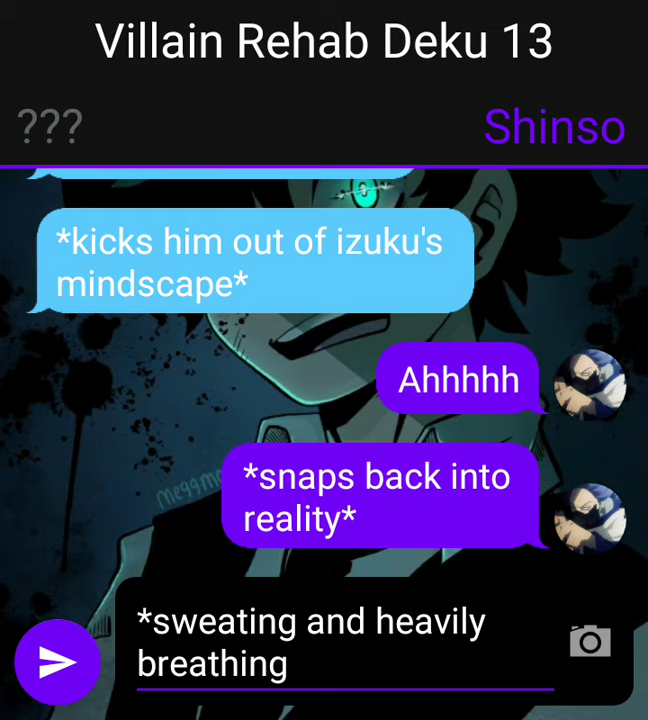 Villain Rehab Deku 13
??? Shinso
*kicks him out of izuku's
mindscape*
Ahhhhh
*snaps back into
reality*
*sweating and heavily
breathing